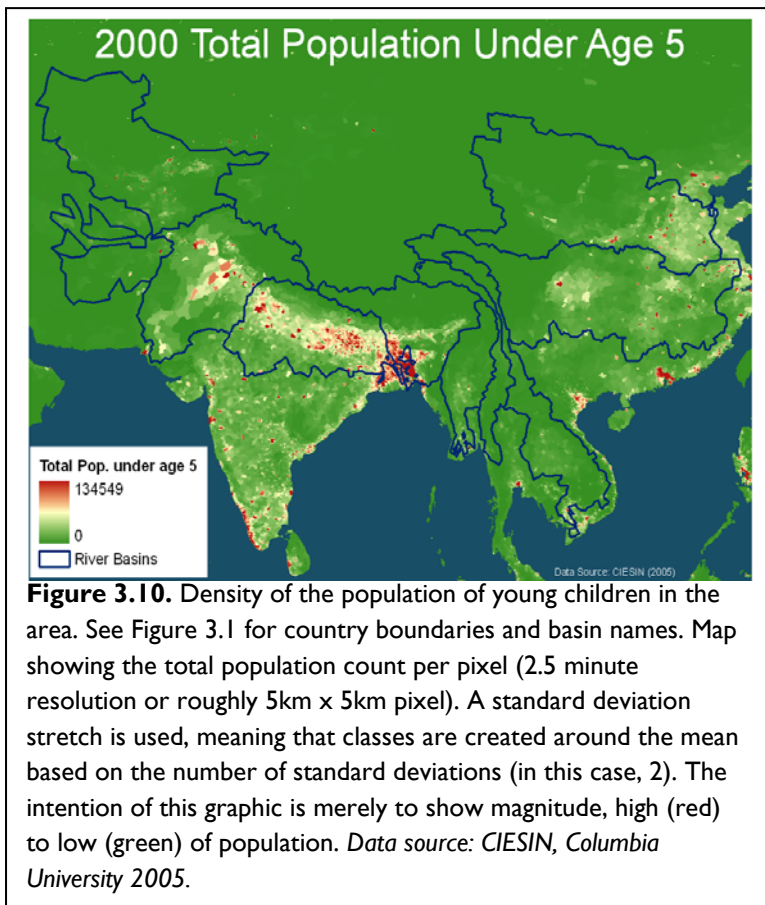 2000 Total Population Under Age 5
Total Pop. under age 5
134549
0
River Basins
Data Source: CIESIN (2005)
Figure 3.10. Density of the population of young children in the
area. See Figure 3.1 for country boundaries and basin names. Map
showing the total population count per pixel (2.5 minute
resolution or roughly 5km x 5km pixel). A standard deviation
stretch is used, meaning that classes are created around the mean
based on the number of standard deviations (in this case, 2). The
intention of this graphic is merely to show magnitude, high (red)
to low (green) of population. Data source: CIESIN, Columbia
University 2005.